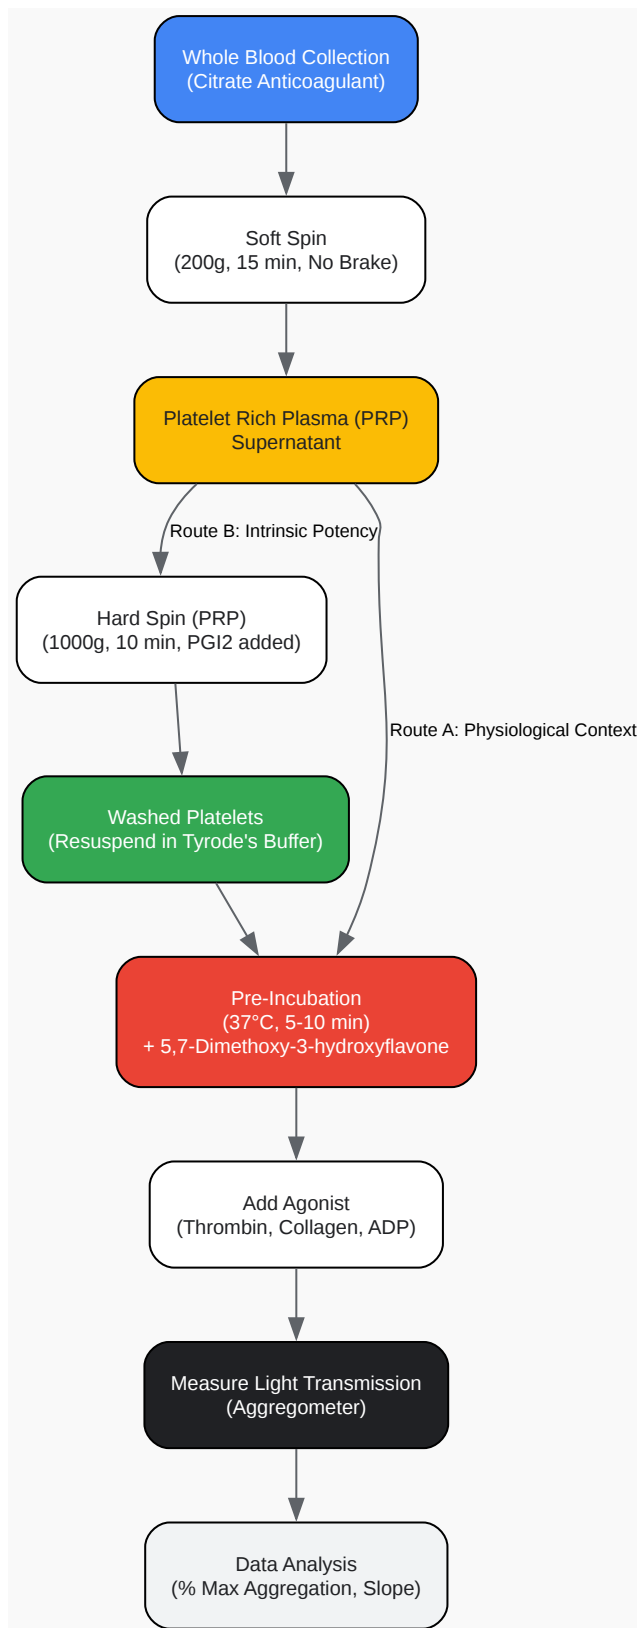 Whole Blood Collection
(Citrate Anticoagulant)
Soft Spin
(200g, 15 min, No Brake)
Platelet Rich Plasma (PRP)
Supernatant
Route B: Intrinsic Potency
Hard Spin (PRP)
(1000g, 10 min, PGI2 added)
Route A: Physiological Context
Washed Platelets
(Resuspend in Tyrode's Buffer)
Pre-Incubation
(37°C, 5-10 min)
+ 5,7-Dimethoxy-3-hydroxyflavone
Add Agonist
(Thrombin, Collagen, ADP)
Measure Light Transmission
(Aggregometer)
Data Analysis
(% Max Aggregation, Slope)